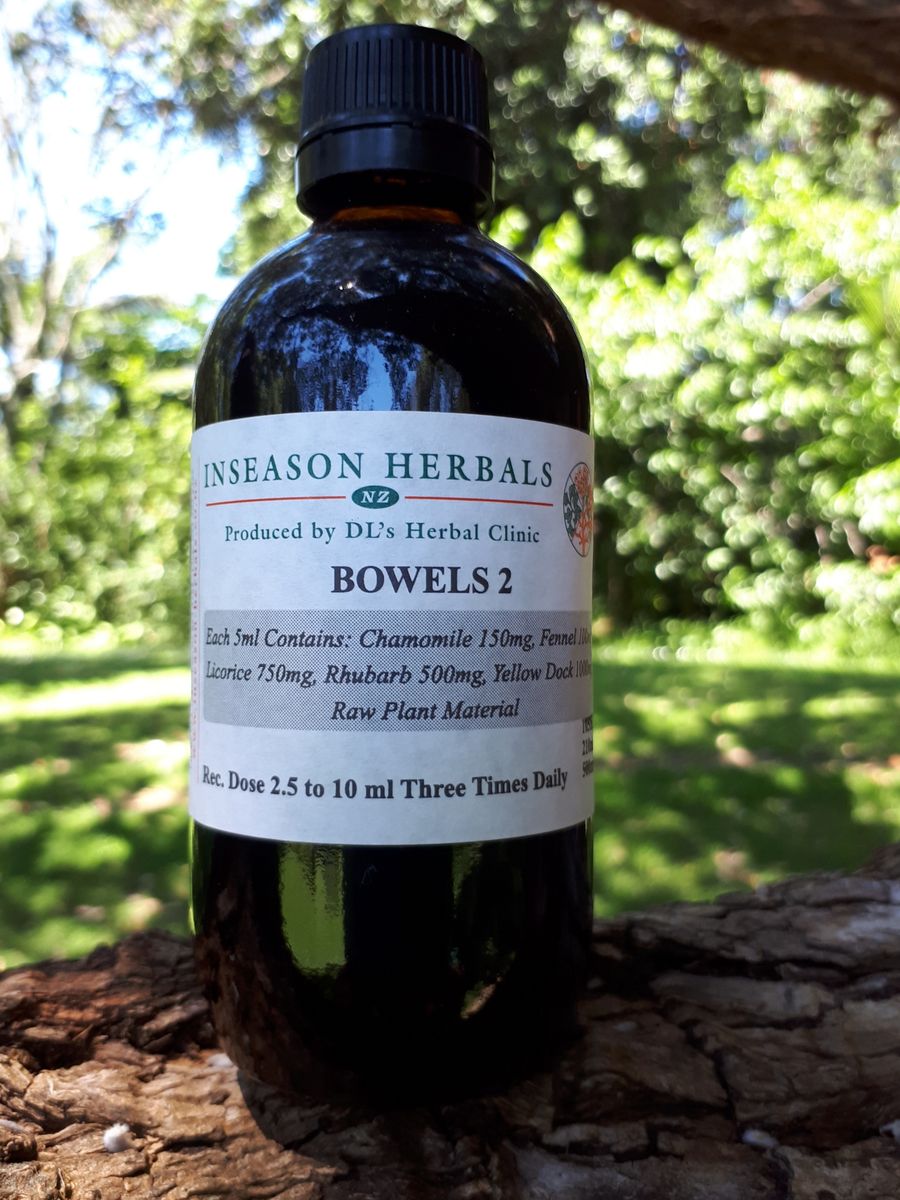 INSEASON HERBALS
NZ
Produced by DL's Herbal Clinic
BOWELS 2
Each 5ml Contains: Chamomile 150mg, Fennel
Licorice 750mg, Rhubarb 500mg, Yellow Dock
Raw Plant Material
Rec. Dose 2.5 to 10 ml Three Times Daily